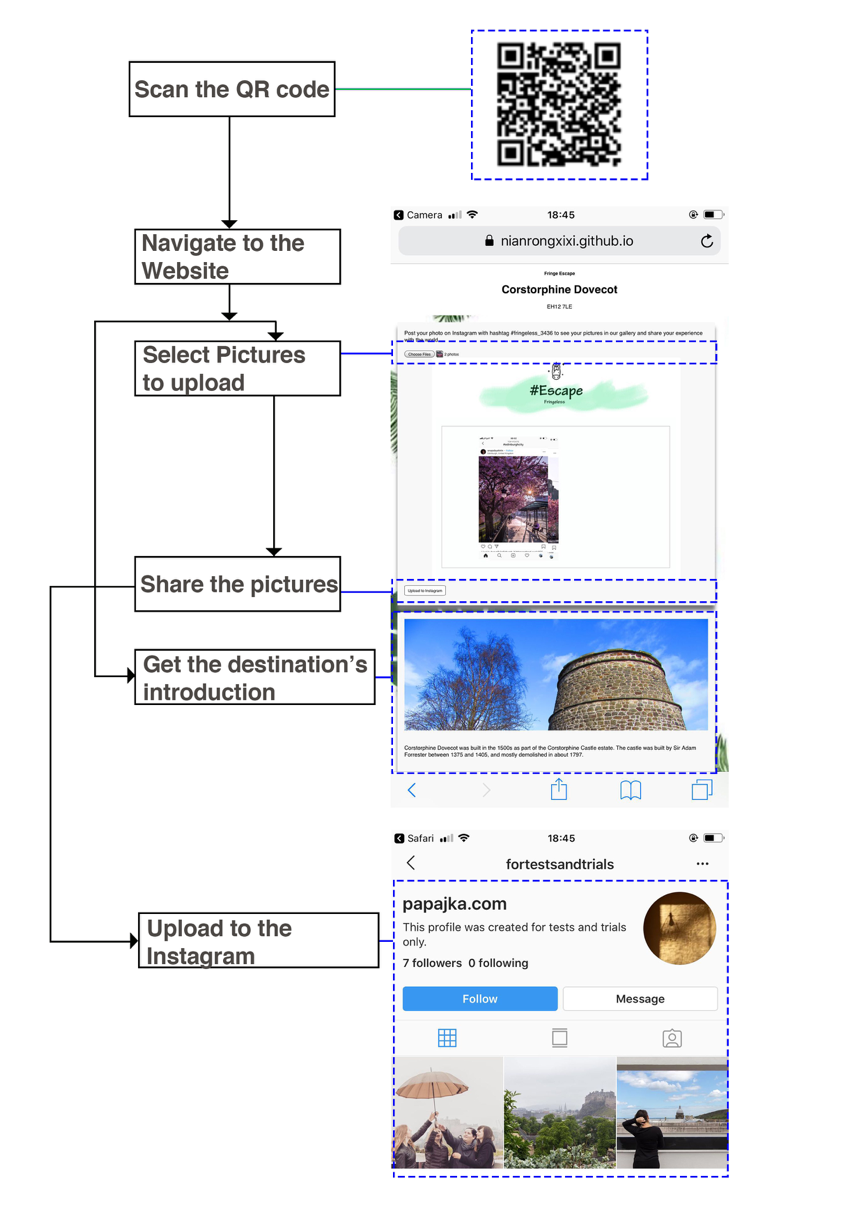 Scan the QR code
Camera 18:45
Navigate to the
Website
nianrongxixi.github.io
Fringe Escape
Corstorphine Dovecot
EH12 7LE
Post your photo on Instagram with hashtag #fringeless_3436 to see your pictures in our gallery and share your experience
with the world
Select Pictures
to upload
Choose Files 2 photos
#Escape
Fringeless
Share the pictures
Upload to Instagram
Get the destination's
introduction
Corstorphine Dovecot was built in the 1500s as part of the Corstorphine Castle estate. The castle was built by Sir Adam
Forrester between 1375 and 1405, and mostly demolished in about 1797.
Safari 18:45
fortestsandtrials
Upload to the
Instagram
papajka.com
This profile was created for tests and trials
only.
7 followers 0 following
Follow Message